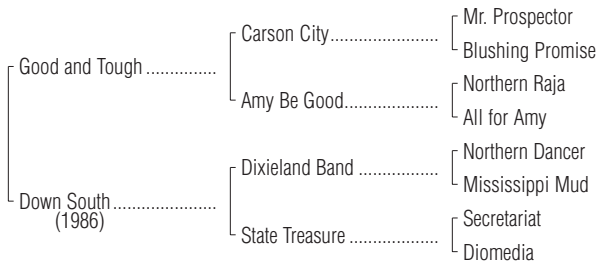 Mr. Prospector
Carson City.....................
Blushing Promise
Good and Tough ..............
Northern Raja
Amy Be Good..................
All for Amy
Northern Dancer
Dixieland Band ...............
Mississippi Mud
Down South....................
(1986)
Secretariat
State Treasure .................
Diomedia